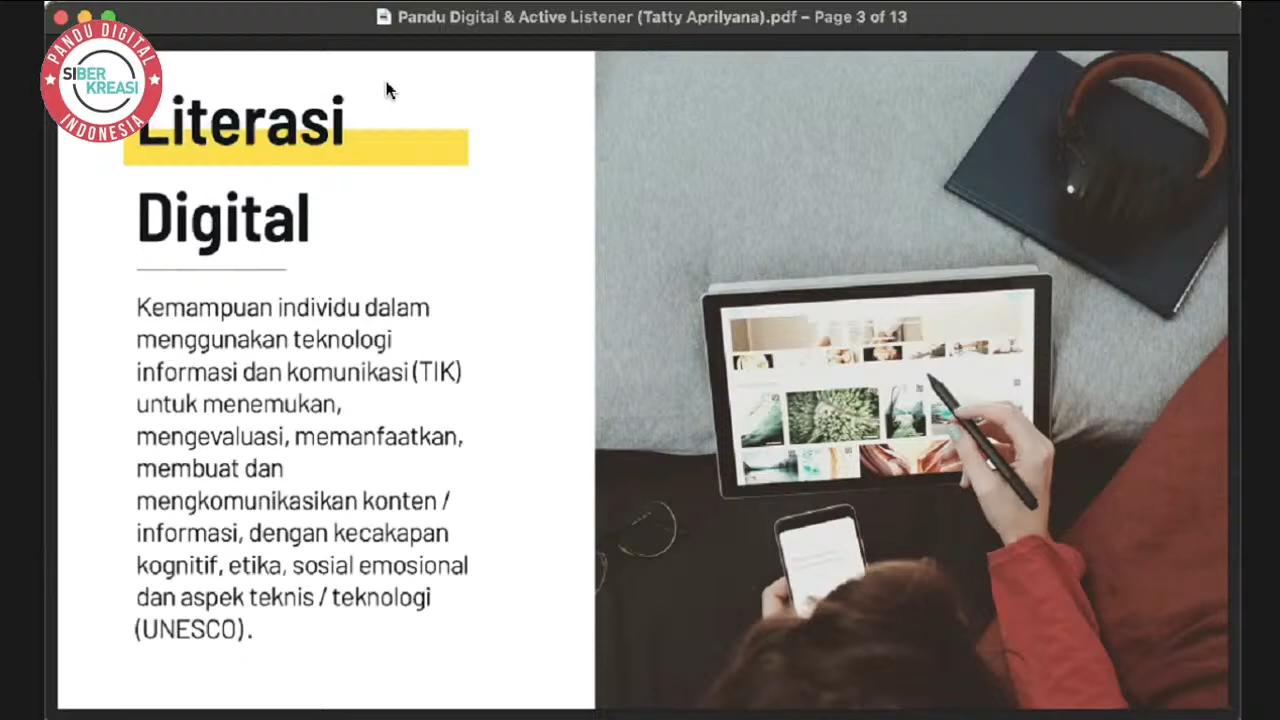 Pandu Digital & Active Listener (Tatty Aprilyana).pdf – Page 3 of 13
PANDU DIGITAL
SIBER
KREASI
INDONESIA
Literasi
Digital
Kemampuan individu dalam
menggunakan teknologi
informasi dan komunikasi (TIK)
untuk menemukan,
mengevaluasi, memanfaatkan,
membuat dan
mengkomunikasikan konten /
informasi, dengan kecakapan
kognitif, etika, sosial emosional
dan aspek teknis / teknologi
(UNESCO).